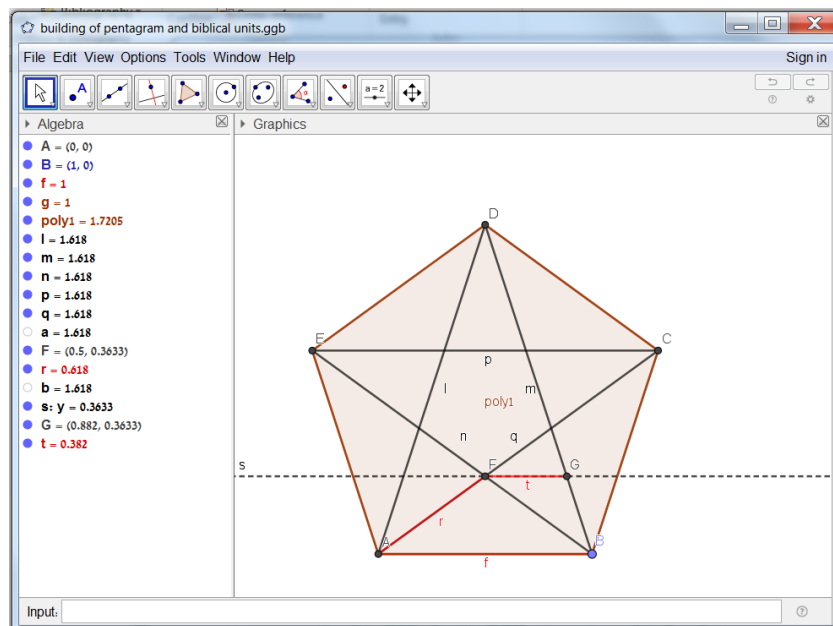 building of pentagram and biblical units.ggb
File Edit View Options Tools Window Help
Sign in
A
a=2
Algebra
Graphics
A = (0, 0)
B = (1, 0)
f = 1
g = 1
poly1 = 1.7205
l = 1.618
m = 1.618
n = 1.618
p = 1.618
q = 1.618
a = 1.618
F = (0.5, 0.3633)
r = 0.618
b = 1.618
s: y = 0.3633
G = (0.882, 0.3633)
t = 0.382
D
E
C
p
l
m
poly1
n
q
s
F
G
t
r
A
B
f
Input: